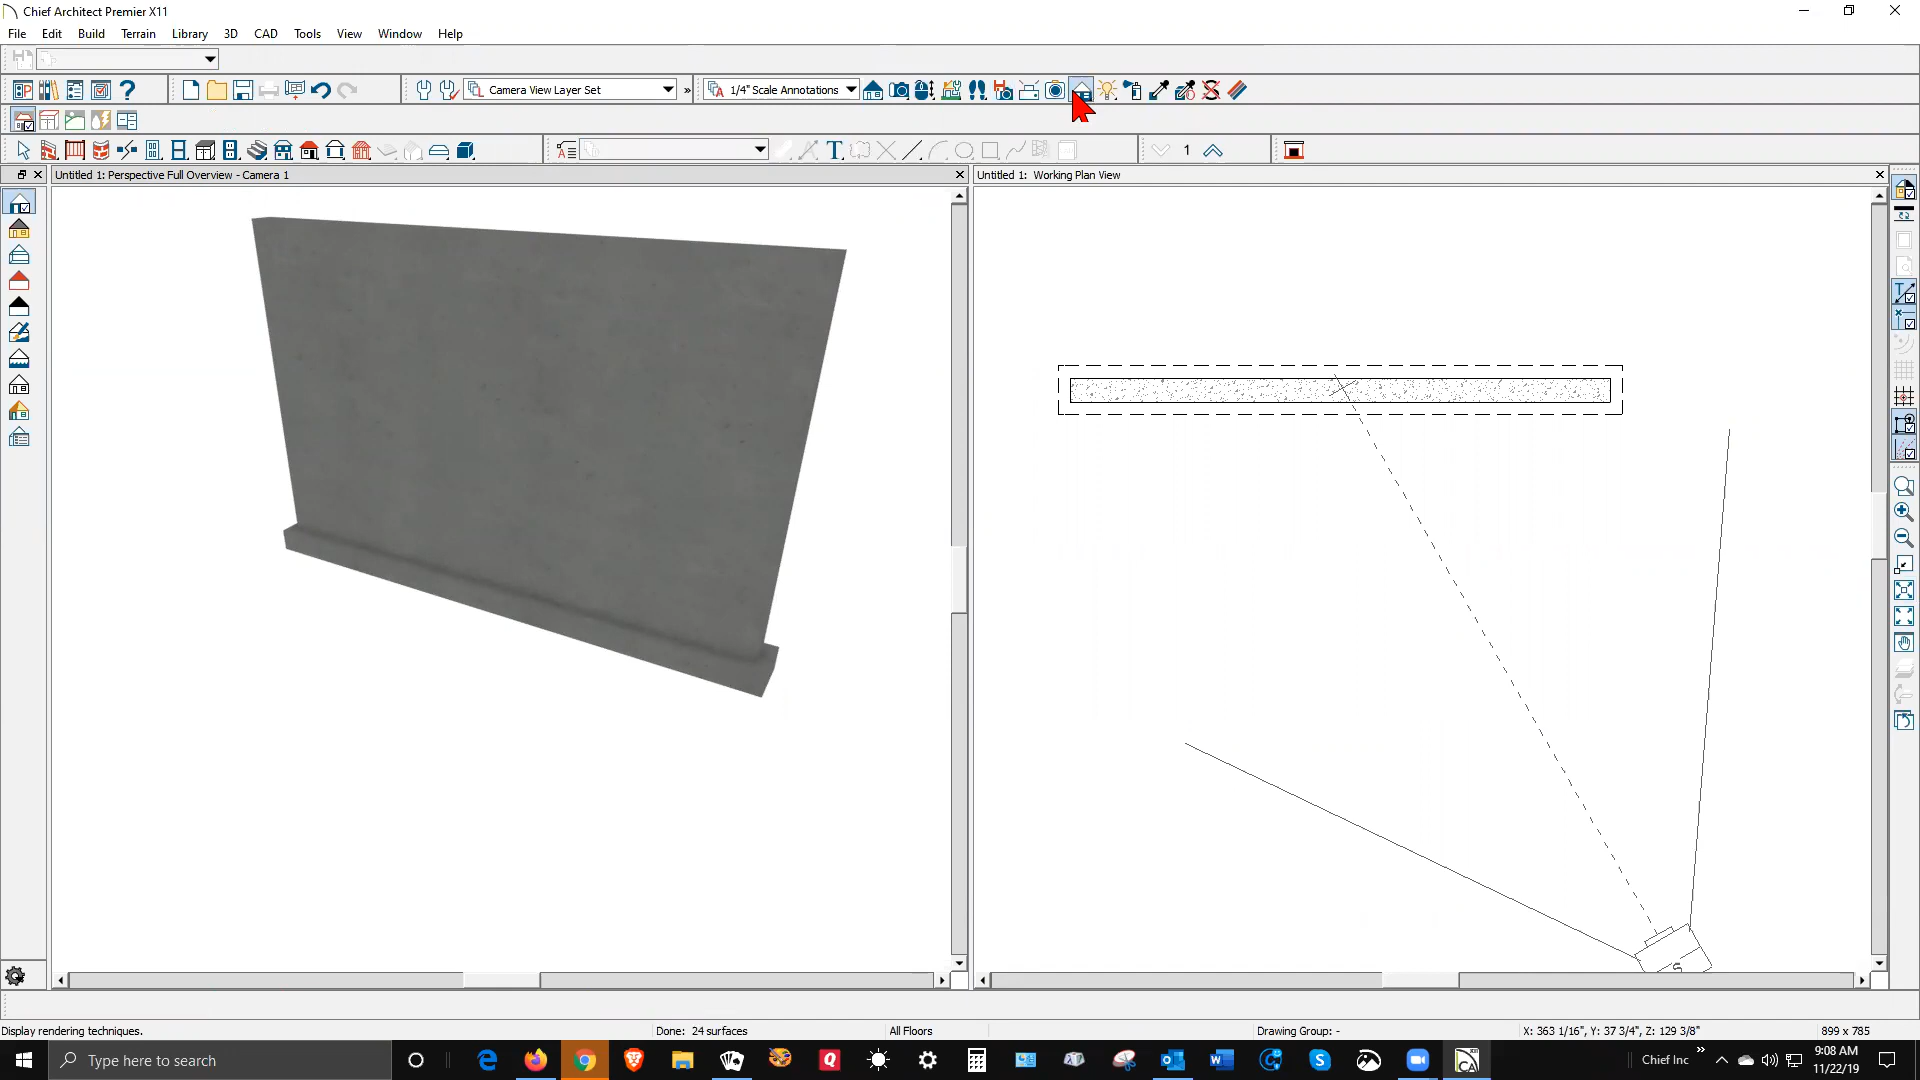 Chief Architect Premier X11
File Edit Build Terrain Library 3D CAD Tools View Window Help
Camera View Layer Set » 1/4" Scale Annotations
1
Untitled 1: Perspective Full Overview - Camera 1
Untitled 1: Working Plan View
Display rendering techniques. Done: 24 surfaces All Floors Drawing Group: - X: 363 1/16", Y: 37 3/4", Z: 129 3/8" 899 x 785
Type here to search
Chief Inc »
9:08 AM
11/22/19